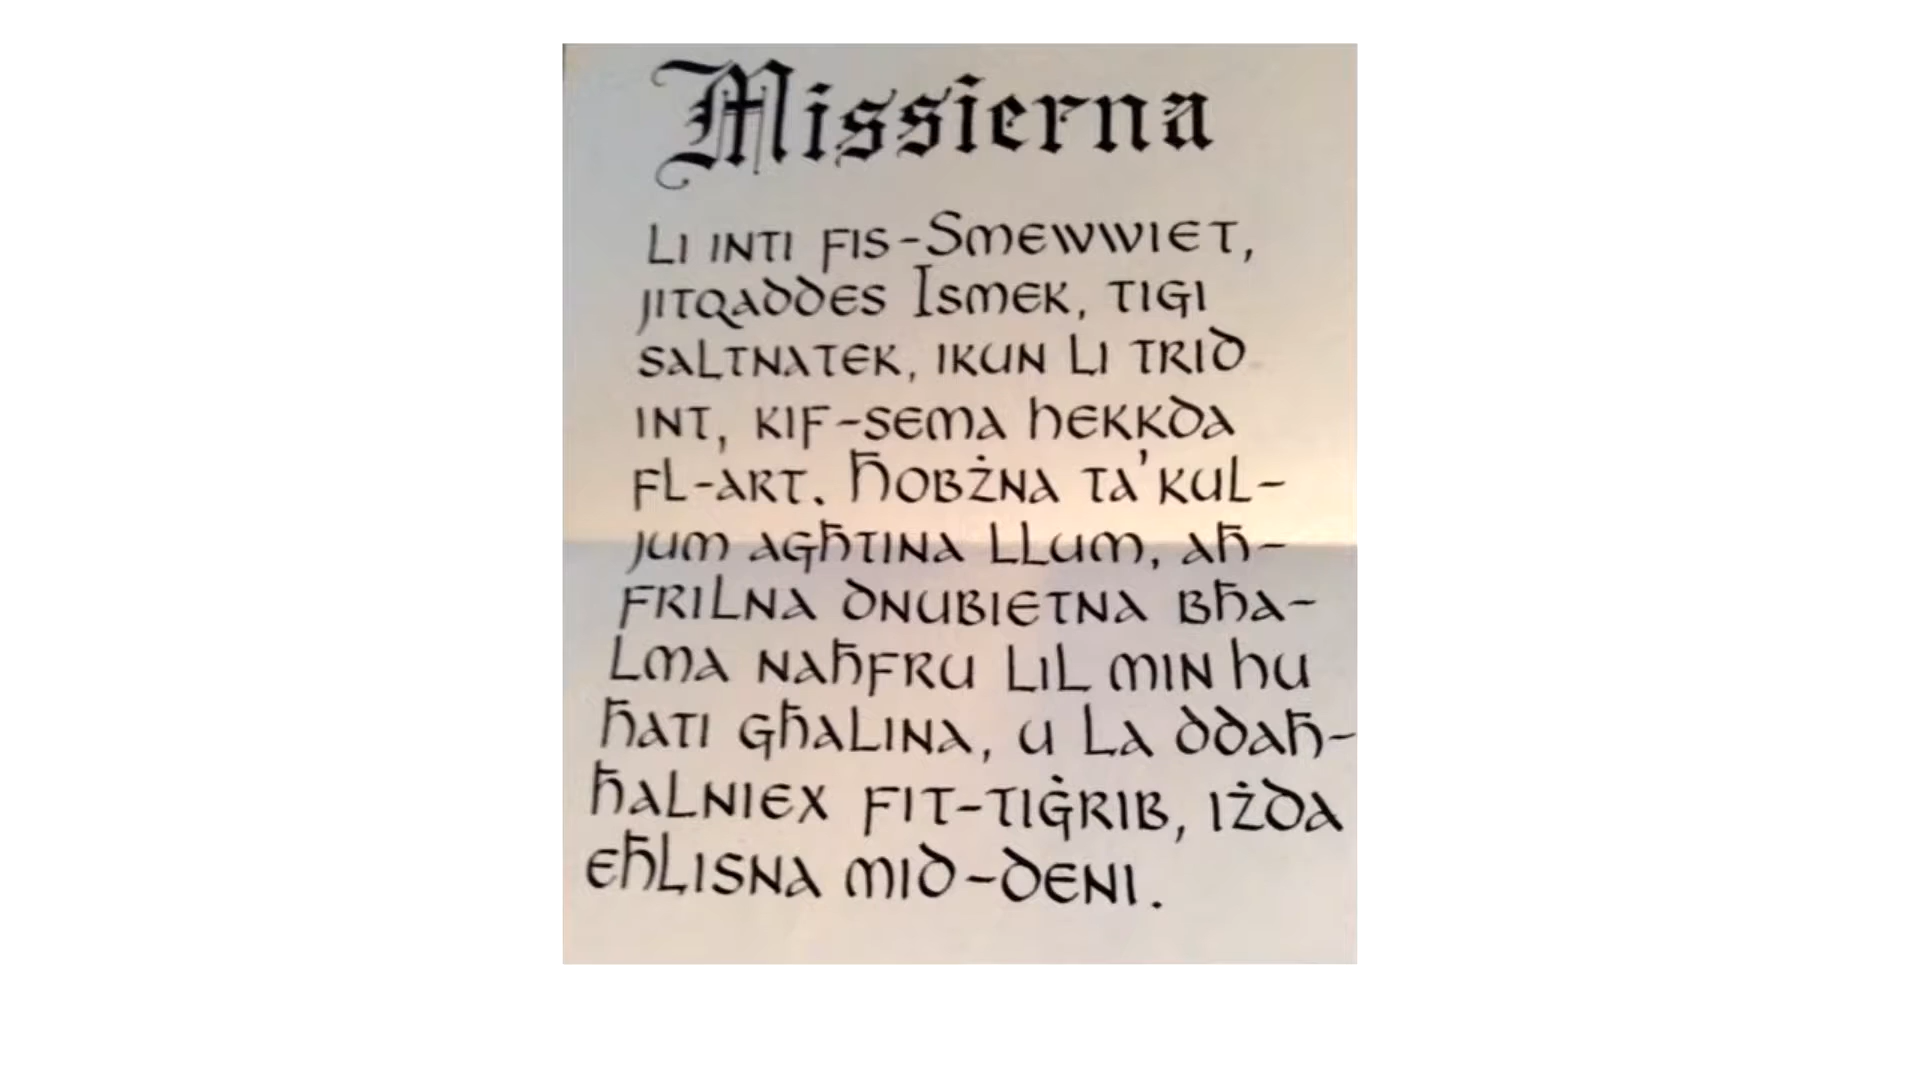 Missierna
Li inti fis-Smewwiet,
jitqaddes Ismek, tigi
saltnatek, ikun li trid
int, kif-sema hekkda
fl-art. Ħobżna ta' kul-
jum agħtina llum, aħ-
frilna dnubietna bħa-
lma naħfru lil min hu
ħati għalina, u la ddaħ-
ħalniex fit-tiġrib, iżda
eħlisna mid-deni.